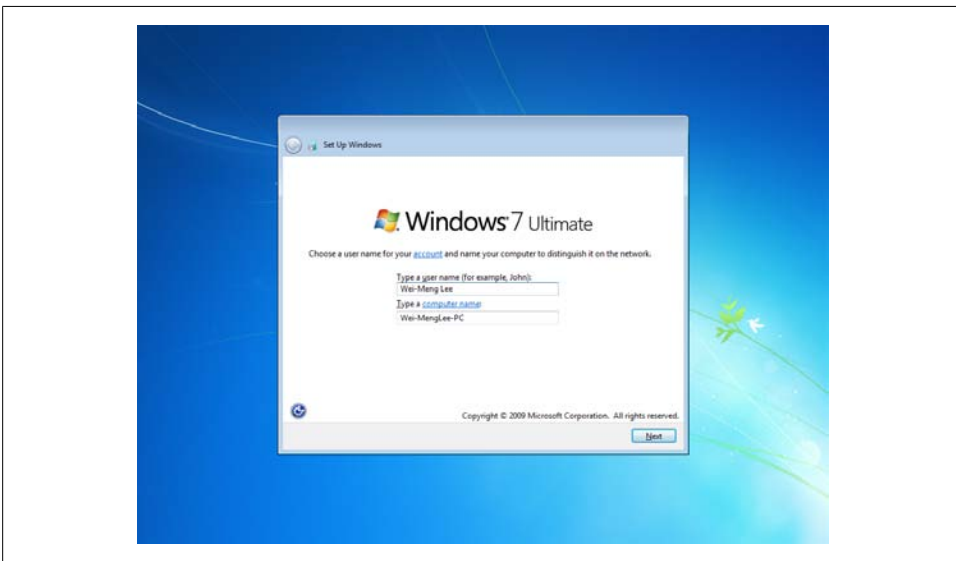 Set Up Windows
Windows® 7 Ultimate
Choose a user name for your account and name your computer to distinguish it on the network.
Type a user name (for example, John):
Wei-Meng Lee
Type a computer name:
Wei-MengLee-PC
Copyright © 2009 Microsoft Corporation. All rights reserved.
Next